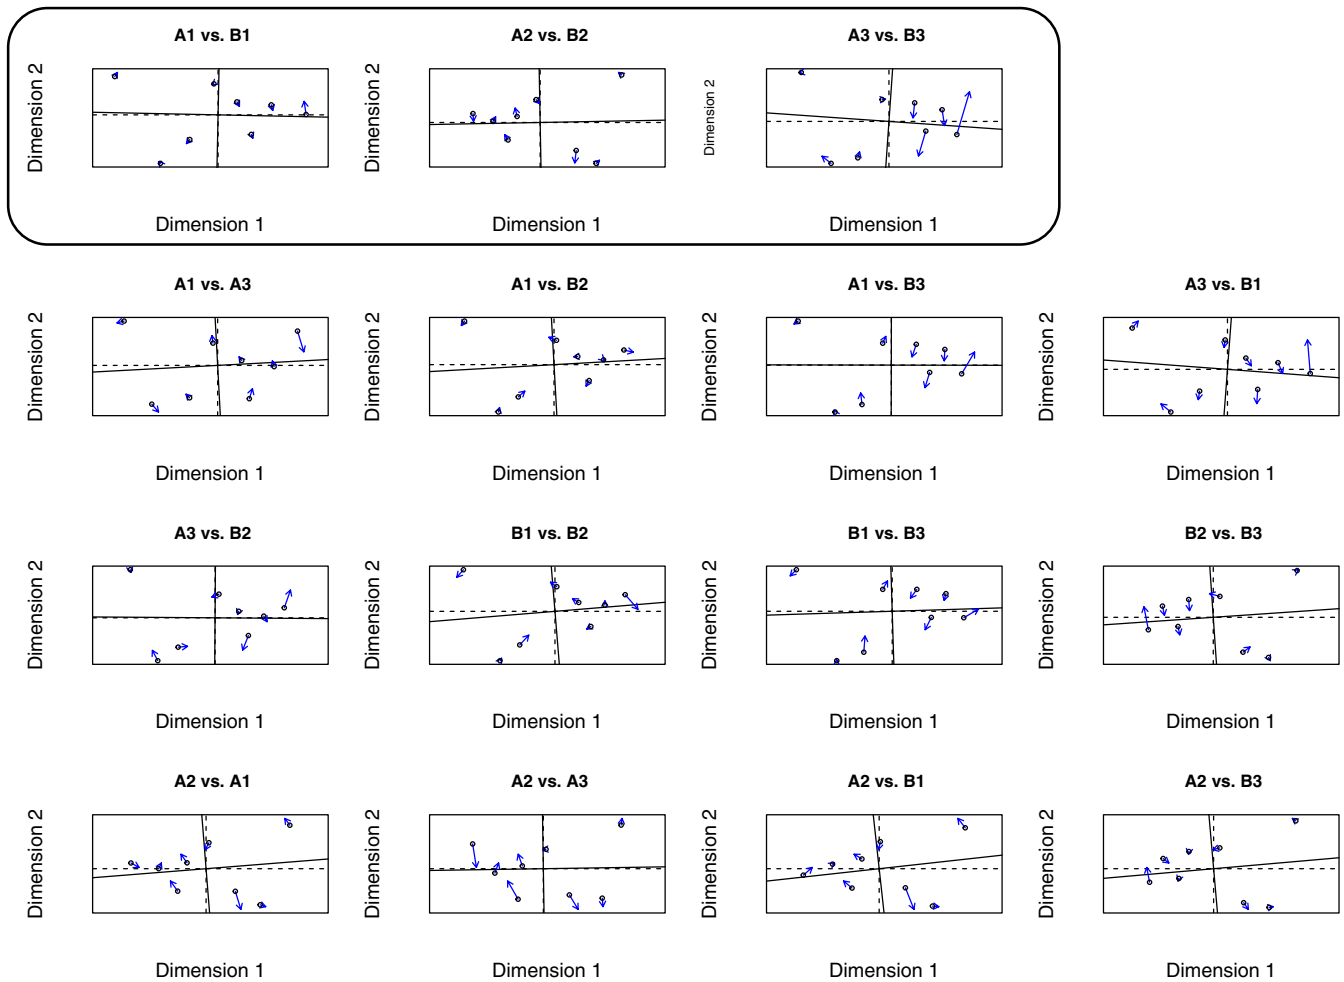 A1 vs. B1
A2 vs. B2
A3 vs. B3
Dimension 2
Dimension 2
Dimension 2
Dimension 1
Dimension 1
Dimension 1
A1 vs. A3
A1 vs. B2
A1 vs. B3
A3 vs. B1
Dimension 2
Dimension 2
Dimension 2
Dimension 2
Dimension 1
Dimension 1
Dimension 1
Dimension 1
A3 vs. B2
B1 vs. B2
B1 vs. B3
B2 vs. B3
Dimension 2
Dimension 2
Dimension 2
Dimension 2
Dimension 1
Dimension 1
Dimension 1
Dimension 1
A2 vs. A1
A2 vs. A3
A2 vs. B1
A2 vs. B3
Dimension 2
Dimension 2
Dimension 2
Dimension 2
Dimension 1
Dimension 1
Dimension 1
Dimension 1